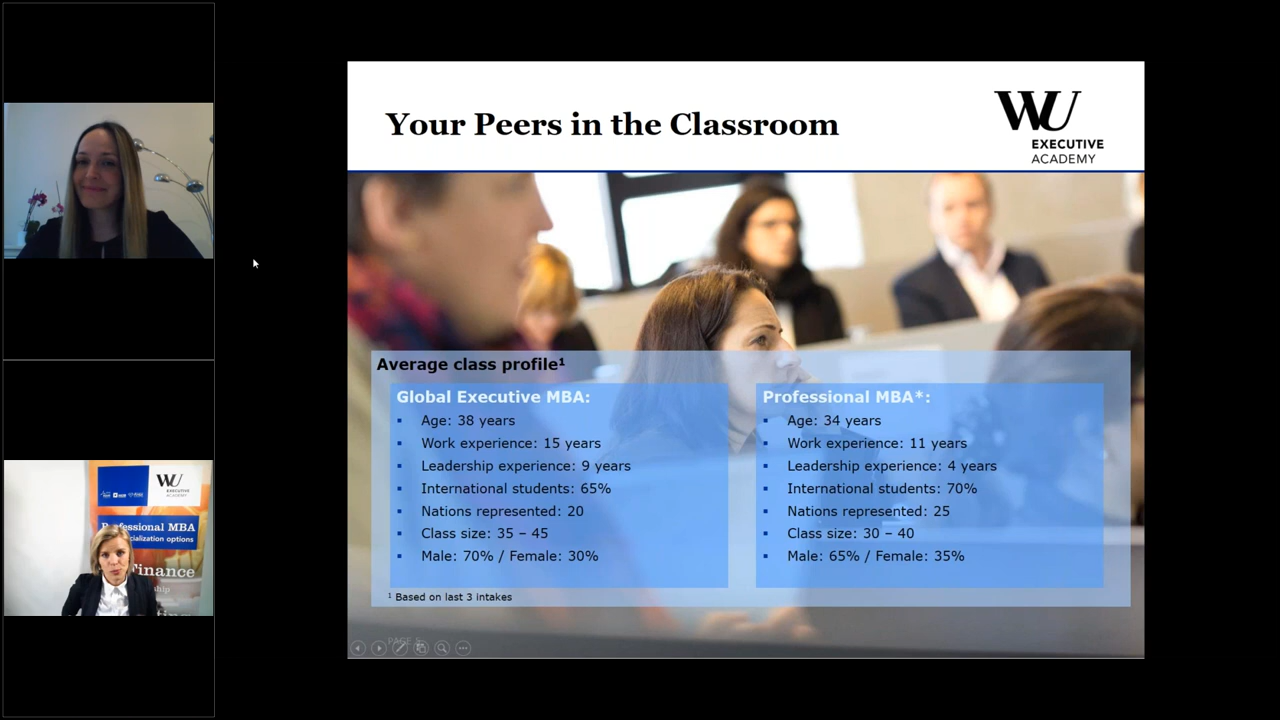 Your Peers in the Classroom
WU
EXECUTIVE
ACADEMY
Average class profile¹
Global Executive MBA:
▪ Age: 38 years
▪ Work experience: 15 years
▪ Leadership experience: 9 years
▪ International students: 65%
▪ Nations represented: 20
▪ Class size: 35 – 45
▪ Male: 70% / Female: 30%
Professional MBA*:
▪ Age: 34 years
▪ Work experience: 11 years
▪ Leadership experience: 4 years
▪ International students: 70%
▪ Nations represented: 25
▪ Class size: 30 – 40
▪ Male: 65% / Female: 35%
¹ Based on last 3 intakes
PAGE
WU
EXECUTIVE
ACADEMY
Professional MBA
Finance